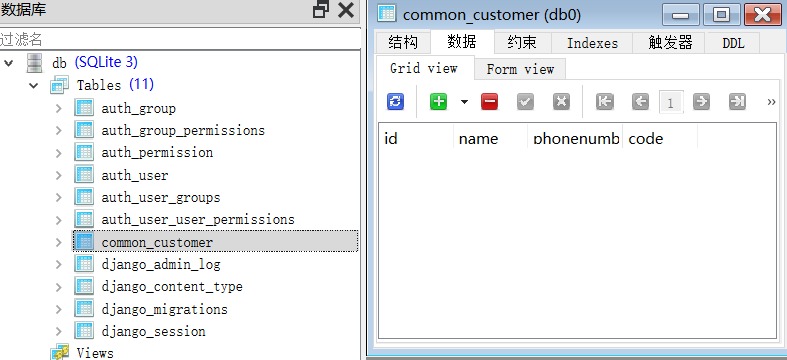 数据库
过滤名
db (SQLite 3)
Tables (11)
auth_group
auth_group_permissions
auth_permission
auth_user
auth_user_groups
auth_user_user_permissions
common_customer
django_admin_log
django_content_type
django_migrations
django_session
Views
common_customer (db0)
结构 数据 约束 Indexes 触发器 DDL
Grid view Form view
1 »
id name phonenumb code